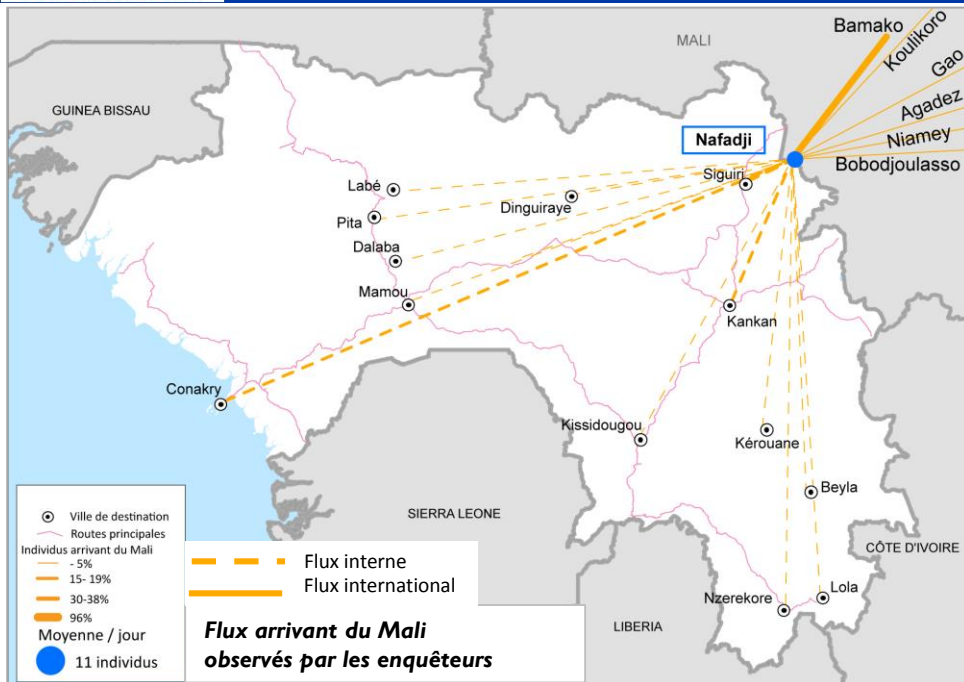 MALI
Bamako
Koulikoro
Gao
Agadez
Niamey
Bobodjoulasso
GUINEA BISSAU
Nafadji
Siguiri
Labé
Pita
Dinguiraye
Dalaba
Mamou
Kankan
Conakry
Kissidougou
Kérouane
Beyla
SIERRA LEONE
CÔTE D'IVOIRE
Nzerekore
Lola
LIBERIA
Ville de destination
Routes principales
Individus arrivant du Mali
- 5%
15- 19%
30-38%
96%
Moyenne / jour
11 individus
Flux interne
Flux international
Flux arrivant du Mali
observés par les enquêteurs